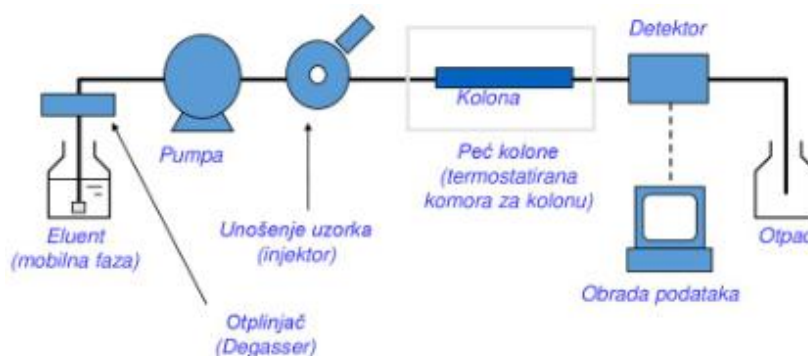 Detektor
Kolona
Pumpa
Peć kolone
(termostatirana
komora za kolonu)
Unošenje uzorka
(injektor)
Eluent
(mobilna faza)
Otpad
Obrada podataka
Otplinjač
(Degasser)